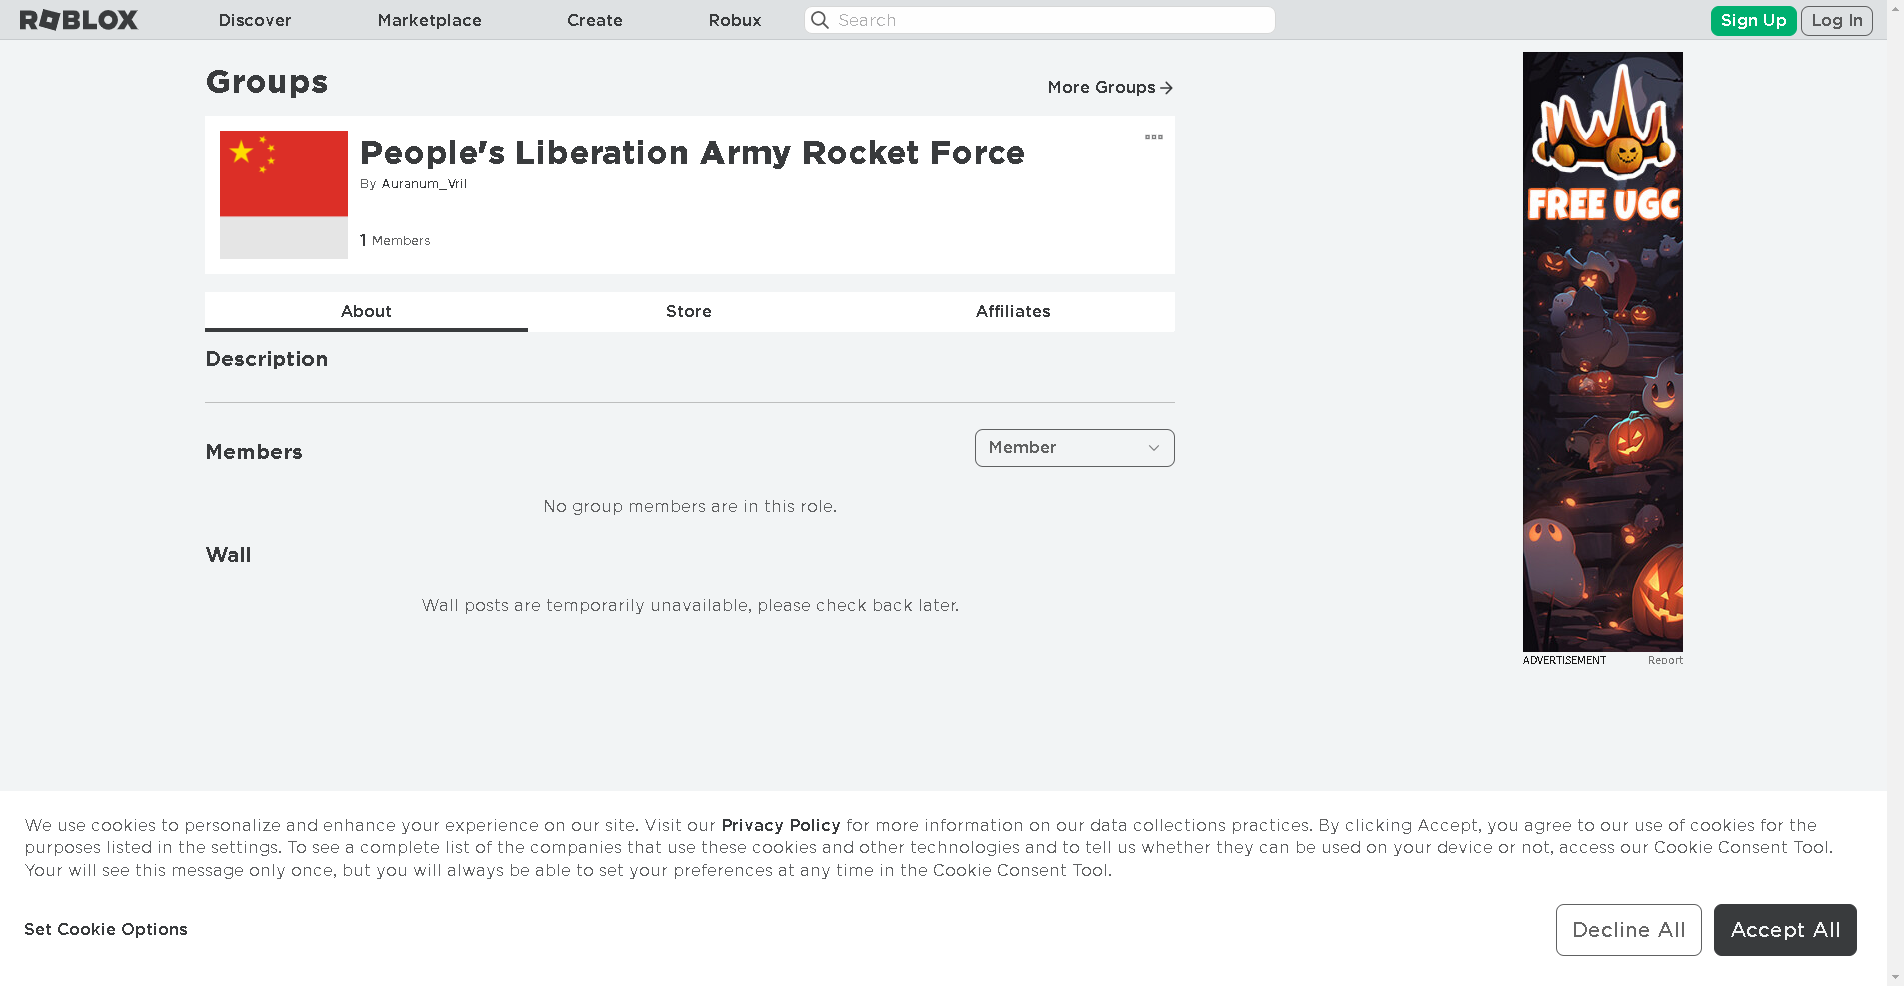 ROBLOX
Discover
Marketplace
Create
Robux
Search
Sign Up
Log In
Groups
More Groups
People's Liberation Army Rocket Force
By Auranum_Vril
1 Members
About
Store
Affiliates
Description
Members
Member
No group members are in this role.
Wall
Wall posts are temporarily unavailable, please check back later.
FREE UGC
ADVERTISEMENT
Report
We use cookies to personalize and enhance your experience on our site. Visit our Privacy Policy for more information on our data collections practices. By clicking Accept, you agree to our use of cookies for the
purposes listed in the settings. To see a complete list of the companies that use these cookies and other technologies and to tell us whether they can be used on your device or not, access our Cookie Consent Tool.
Your will see this message only once, but you will always be able to set your preferences at any time in the Cookie Consent Tool.
Set Cookie Options
Decline All
Accept All